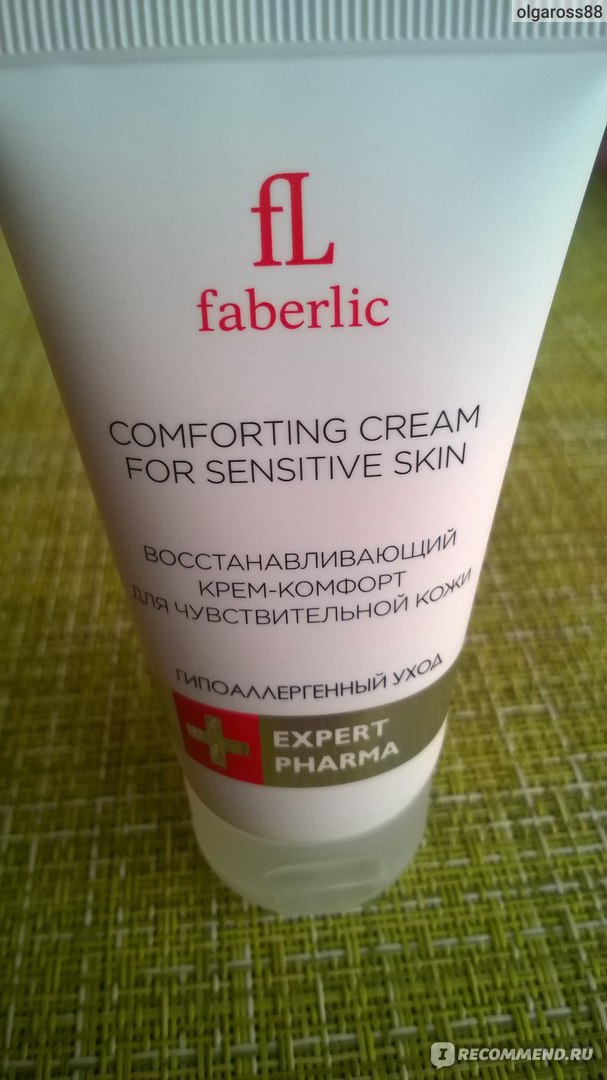 olgaross88
fL
faberlic
COMFORTING CREAM
FOR SENSITIVE SKIN
ВОССТАНАВЛИВАЮЩИЙ
КРЕМ-КОМФОРТ
ДЛЯ ЧУВСТВИТЕЛЬНОЙ КОЖИ
ГИПОАЛЛЕРГЕННЫЙ УХОД
EXPERT
PHARMA
I RECOMMEND.RU